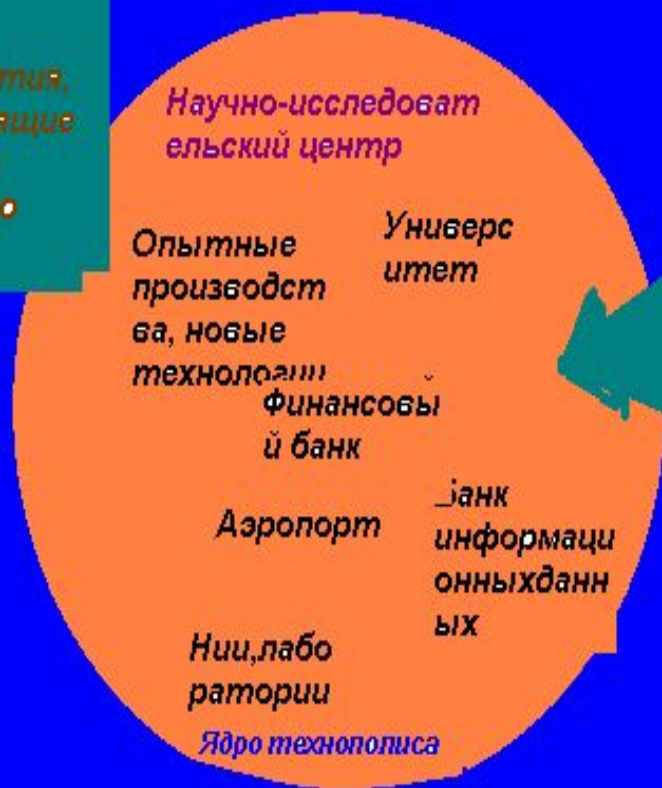 Научно-исследоват
ельский центр
Универс
итет
Опытные
производст
ва, новые
технологии
Финансовы
й банк
Аэропорт
информаци
онныхданн
ых
Нии,лабо
ратории
Ядро технополиса